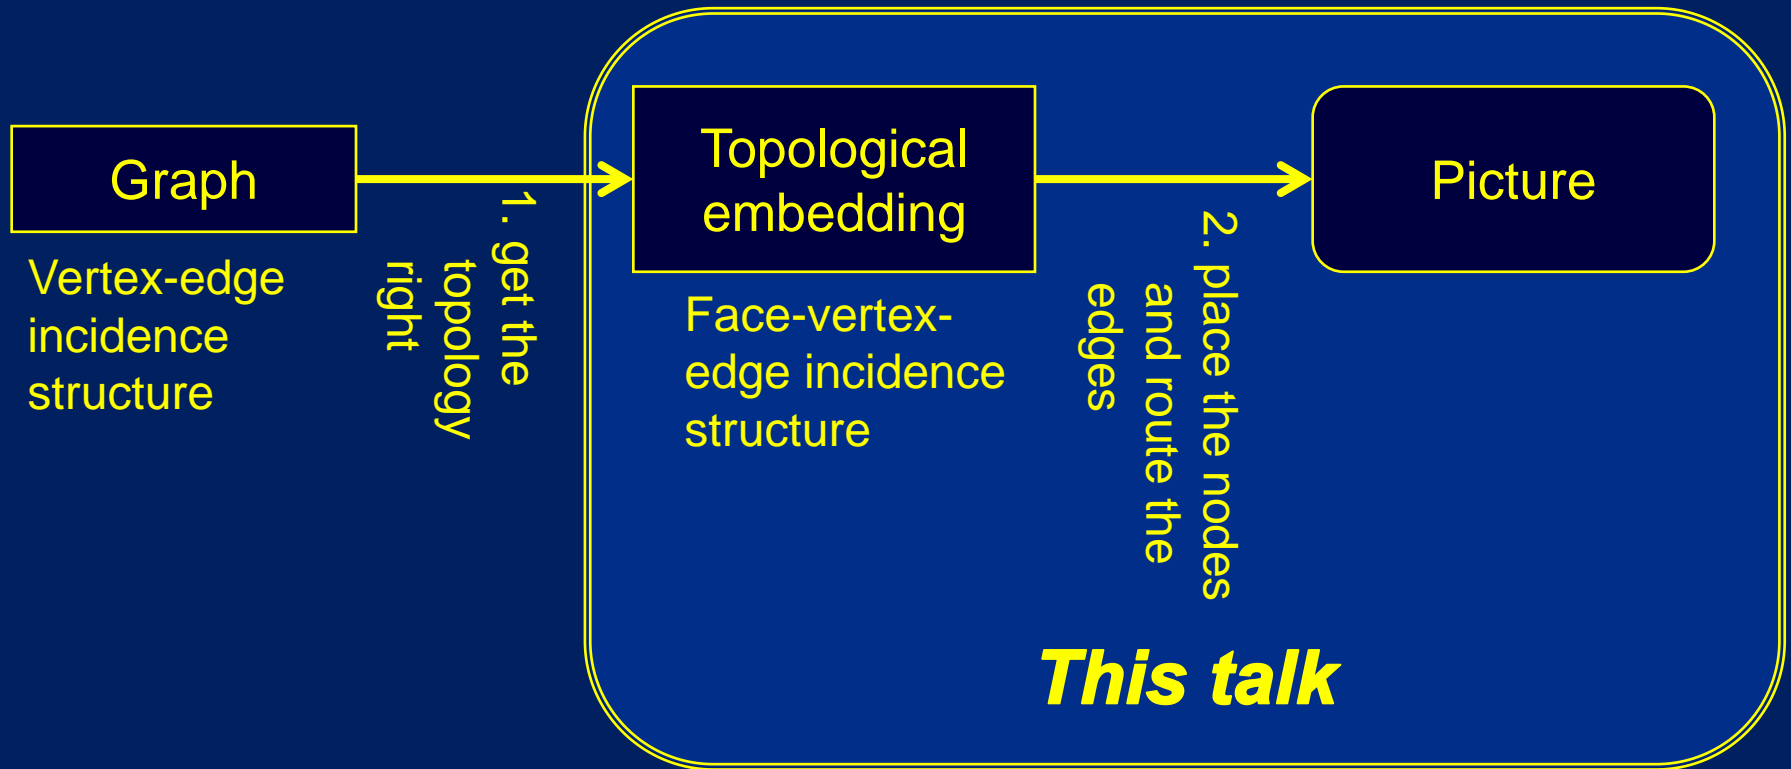 Graph
Vertex-edge
incidence
structure
1. get the
topology
right
Topological
embedding
Face-vertex-
edge incidence
structure
2. place the nodes
and route the
edges
Picture
This talk